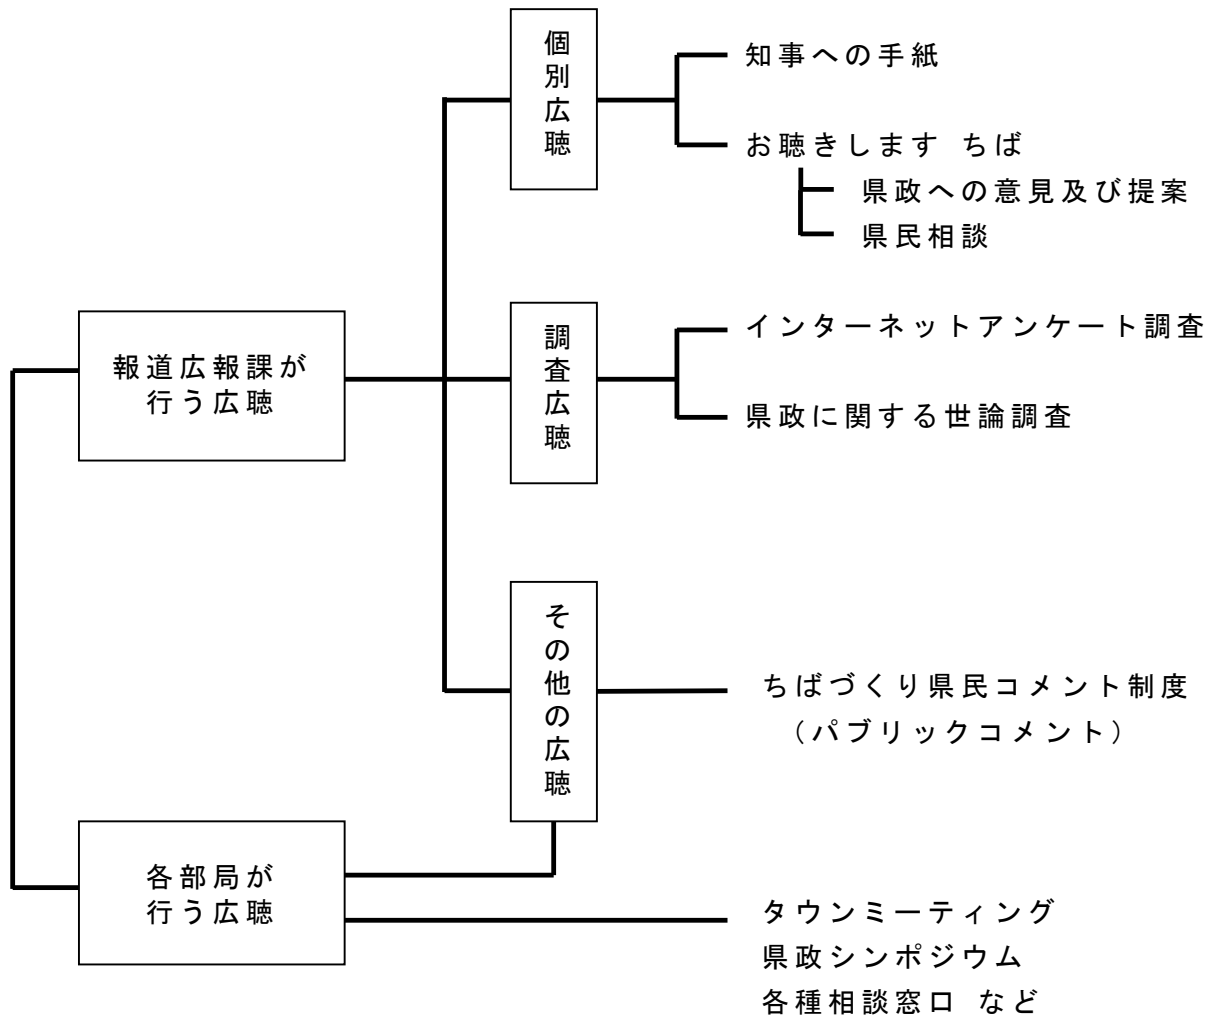 個別広聴
知事への手紙
お聴きします ちば
県政への意見及び提案
県民相談
報道広報課が
行う広聴
調査広聴
インターネットアンケート調査
県政に関する世論調査
その他の広聴
ちばづくり県民コメント制度
（パブリックコメント）
各部局が
行う広聴
タウンミーティング
県政シンポジウム
各種相談窓口 など